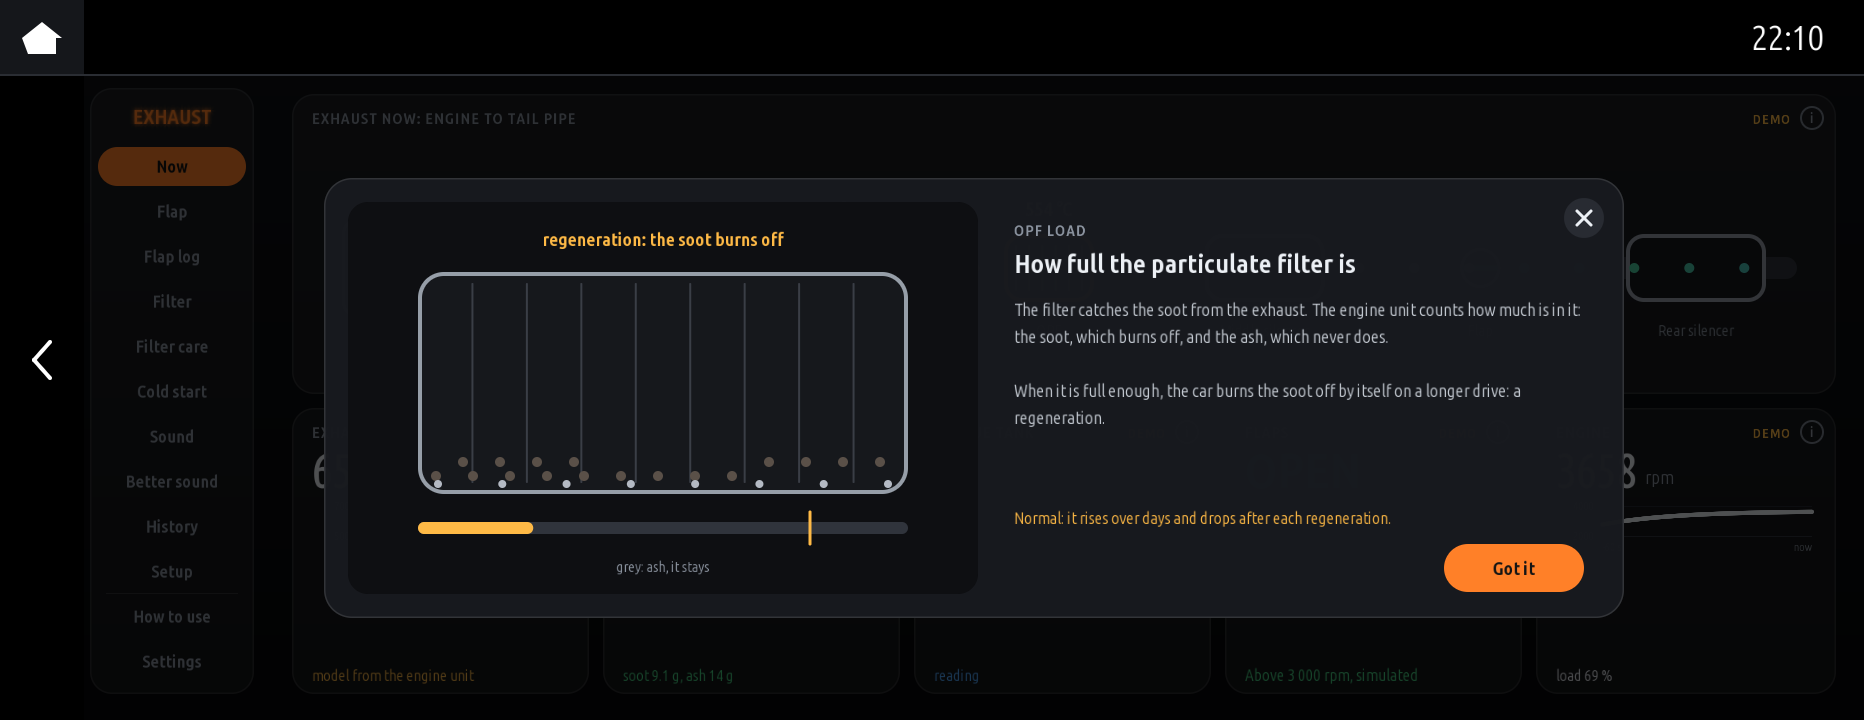 22:10
EXHAUST
Now
Flap
Flap log
Filter
Filter care
Cold start
Sound
Better sound
History
Setup
How to use
Settings
EXHAUST NOW: ENGINE TO TAIL PIPE
DEMO
Rear silencer
regeneration: the soot burns off
grey: ash, it stays
OPF LOAD
How full the particulate filter is
The filter catches the soot from the exhaust. The engine unit counts how much is in it:
the soot, which burns off, and the ash, which never does.
When it is full enough, the car burns the soot off by itself on a longer drive: a
regeneration.
Normal: it rises over days and drops after each regeneration.
Got it
DEMO
rpm
now
model from the engine unit
soot 9.1 g, ash 14 g
reading
Above 3 000 rpm, simulated
load 69 %